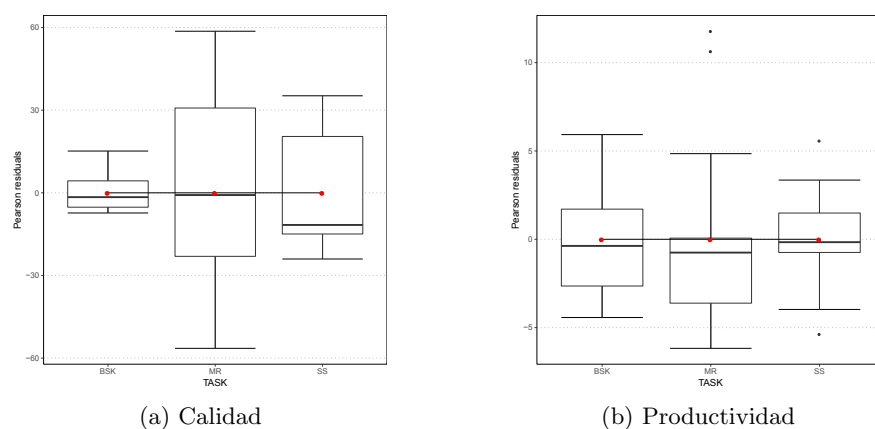 60
30
0
−30
−60
Pearson residuals
BSK
MR
SS
TASK
(a) Calidad
10
5
0
−5
Pearson residuals
BSK
MR
SS
TASK
(b) Productividad